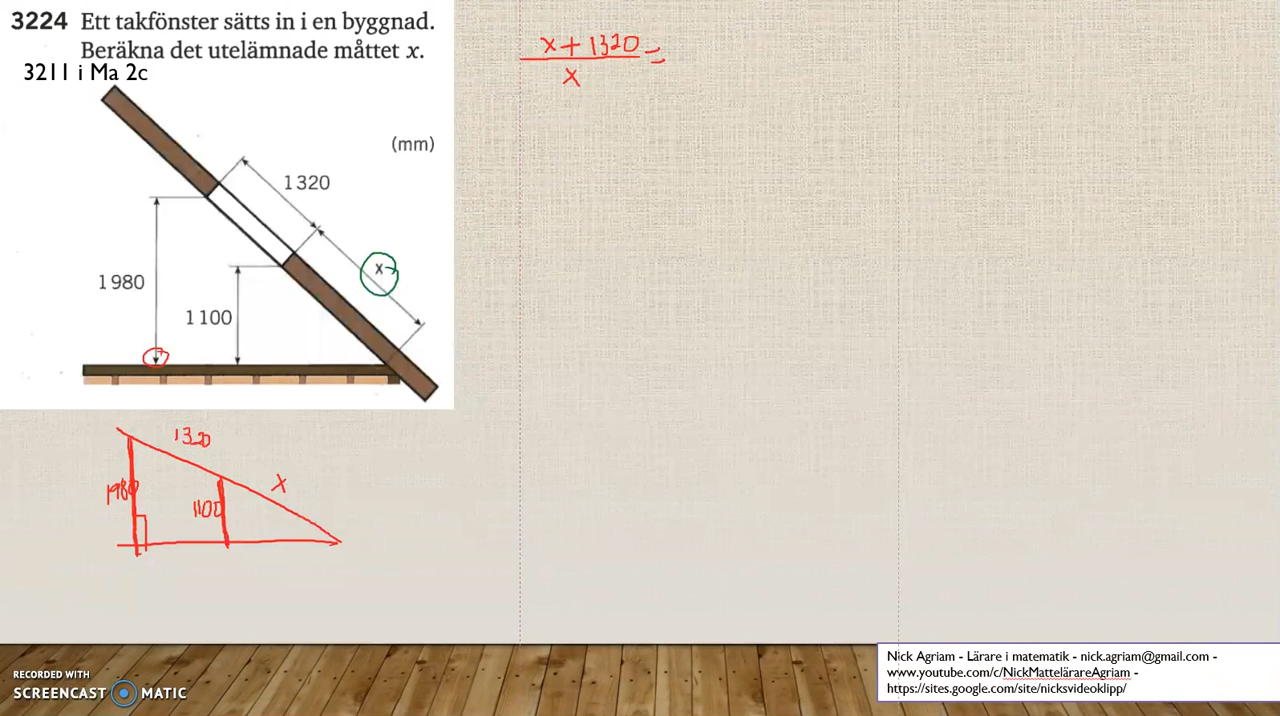 3224 Ett takfönster sätts in i en byggnad.
Beräkna det utelämnade måttet x.
3211 i Ma 2c
(mm)
1 320
x
1 980
1 100
x + 1320 =
x
1320
x
1980
1100
RECORDED WITH
SCREENCAST MATIC
Nick Agriam - Lärare i matematik - nick.agriam@gmail.com -
www.youtube.com/c/NickMattelärareAgriam -
https://sites.google.com/site/nicksvideoklipp/